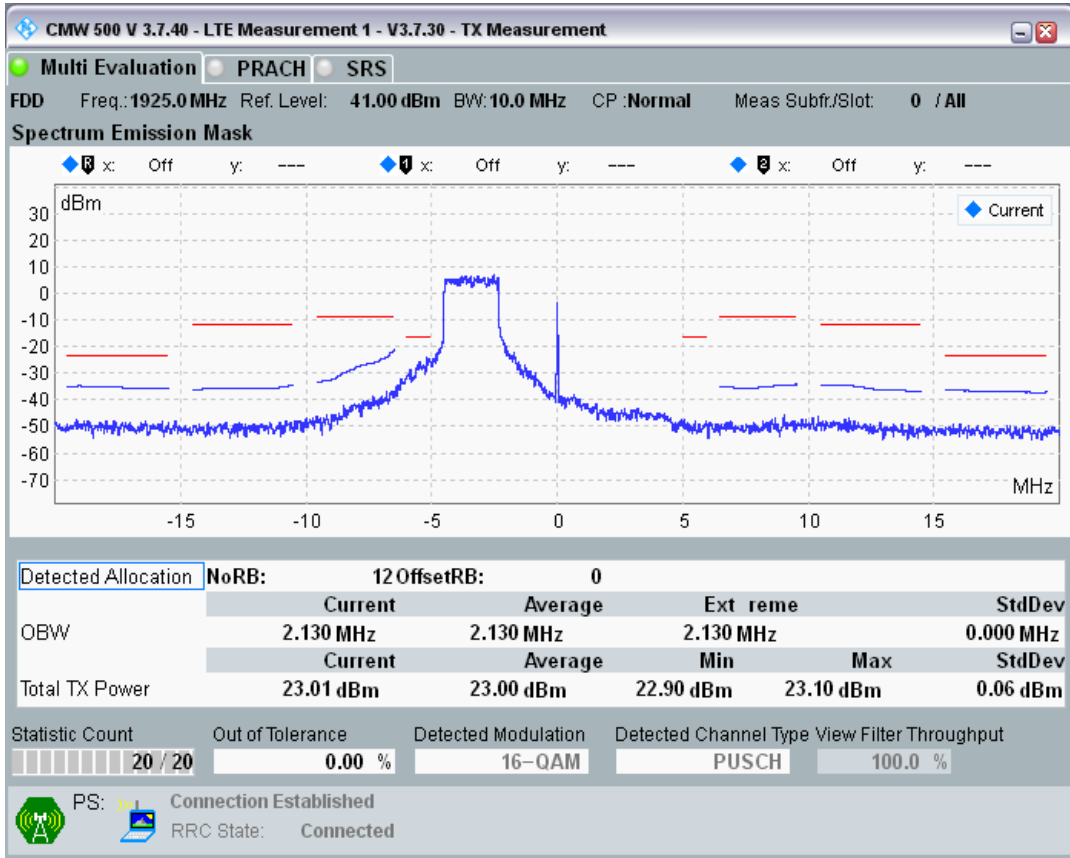 CMW 500 V 3.7.40 - LTE Measurement 1 - V3.7.30 - TX Measurement
Multi Evaluation PRACH SRS
FDD Freq.: 1925.0 MHz Ref. Level: 41.00 dBm BW: 10.0 MHz CP :Normal Meas Subfr./Slot: 0 / All
Spectrum Emission Mask
R x: Off y: --- 1 x: Off y: --- 2 x: Off y: ---
dBm
Current
30
20
10
0
-10
-20
-30
-40
-50
-60
-70
MHz
-15 -10 -5 0 5 10 15
Detected Allocation NoRB: 12 OffsetRB: 0
Current Average Ext reme StdDev
OBW 2.130 MHz 2.130 MHz 2.130 MHz 0.000 MHz
Current Average Min Max StdDev
Total TX Power 23.01 dBm 23.00 dBm 22.90 dBm 23.10 dBm 0.06 dBm
Statistic Count Out of Tolerance Detected Modulation Detected Channel Type View Filter Throughput
20 / 20 0.00 % 16-QAM PUSCH 100.0 %
PS: Connection Established
RRC State: Connected